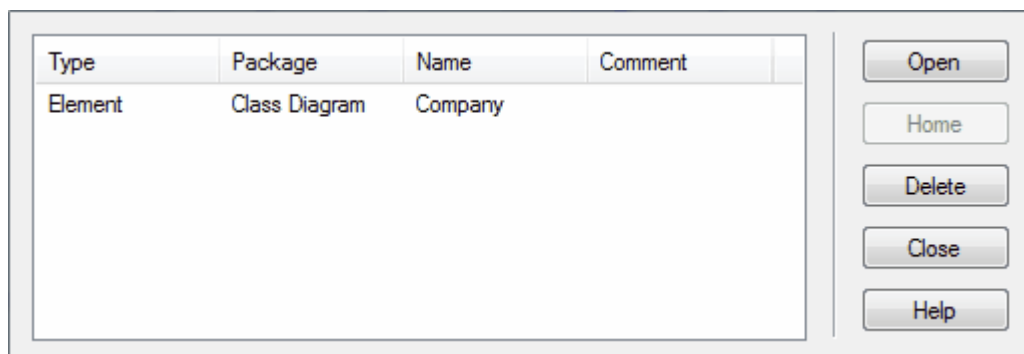 Type Package Name Comment
Element Class Diagram Company
Open
Home
Delete
Close
Help